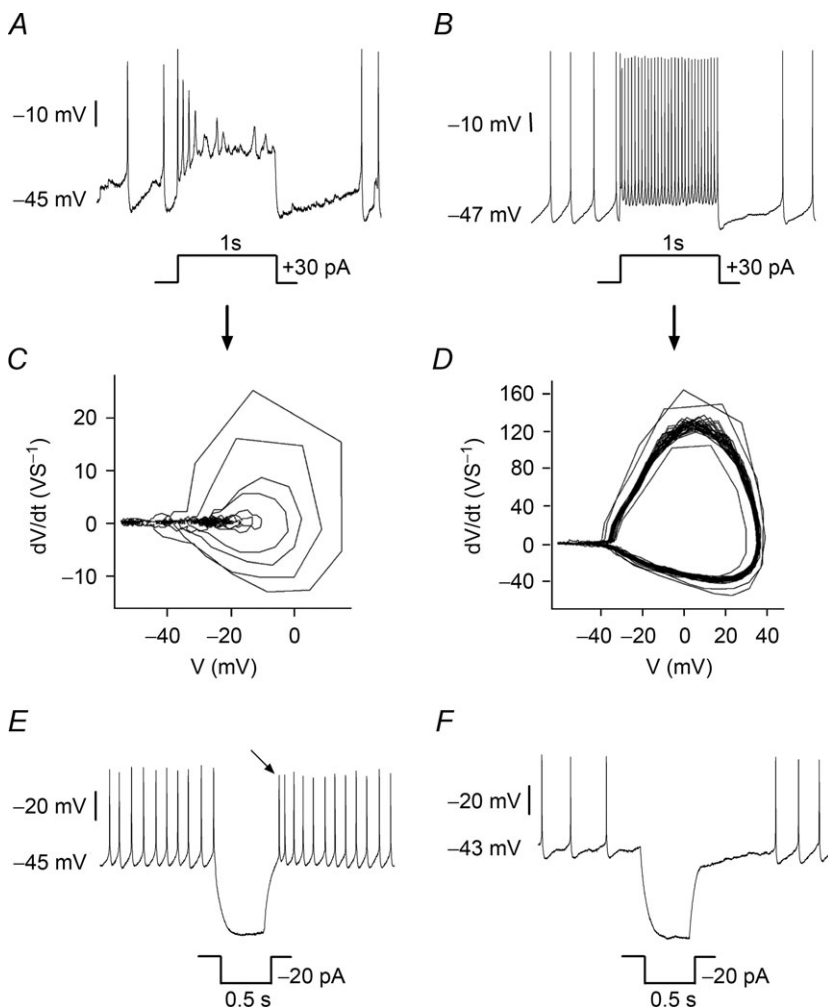 A
−10 mV
−45 mV
1s
+30 pA
B
−10 mV
−47 mV
1s
+30 pA
C
dV/dt (VS⁻¹)
20
10
0
−10
−40
−20
0
V (mV)
D
dV/dt (VS⁻¹)
160
120
80
40
0
−40
−40
−20
0
20
40
V (mV)
E
−20 mV
−45 mV
−20 pA
0.5 s
F
−20 mV
−43 mV
−20 pA
0.5 s